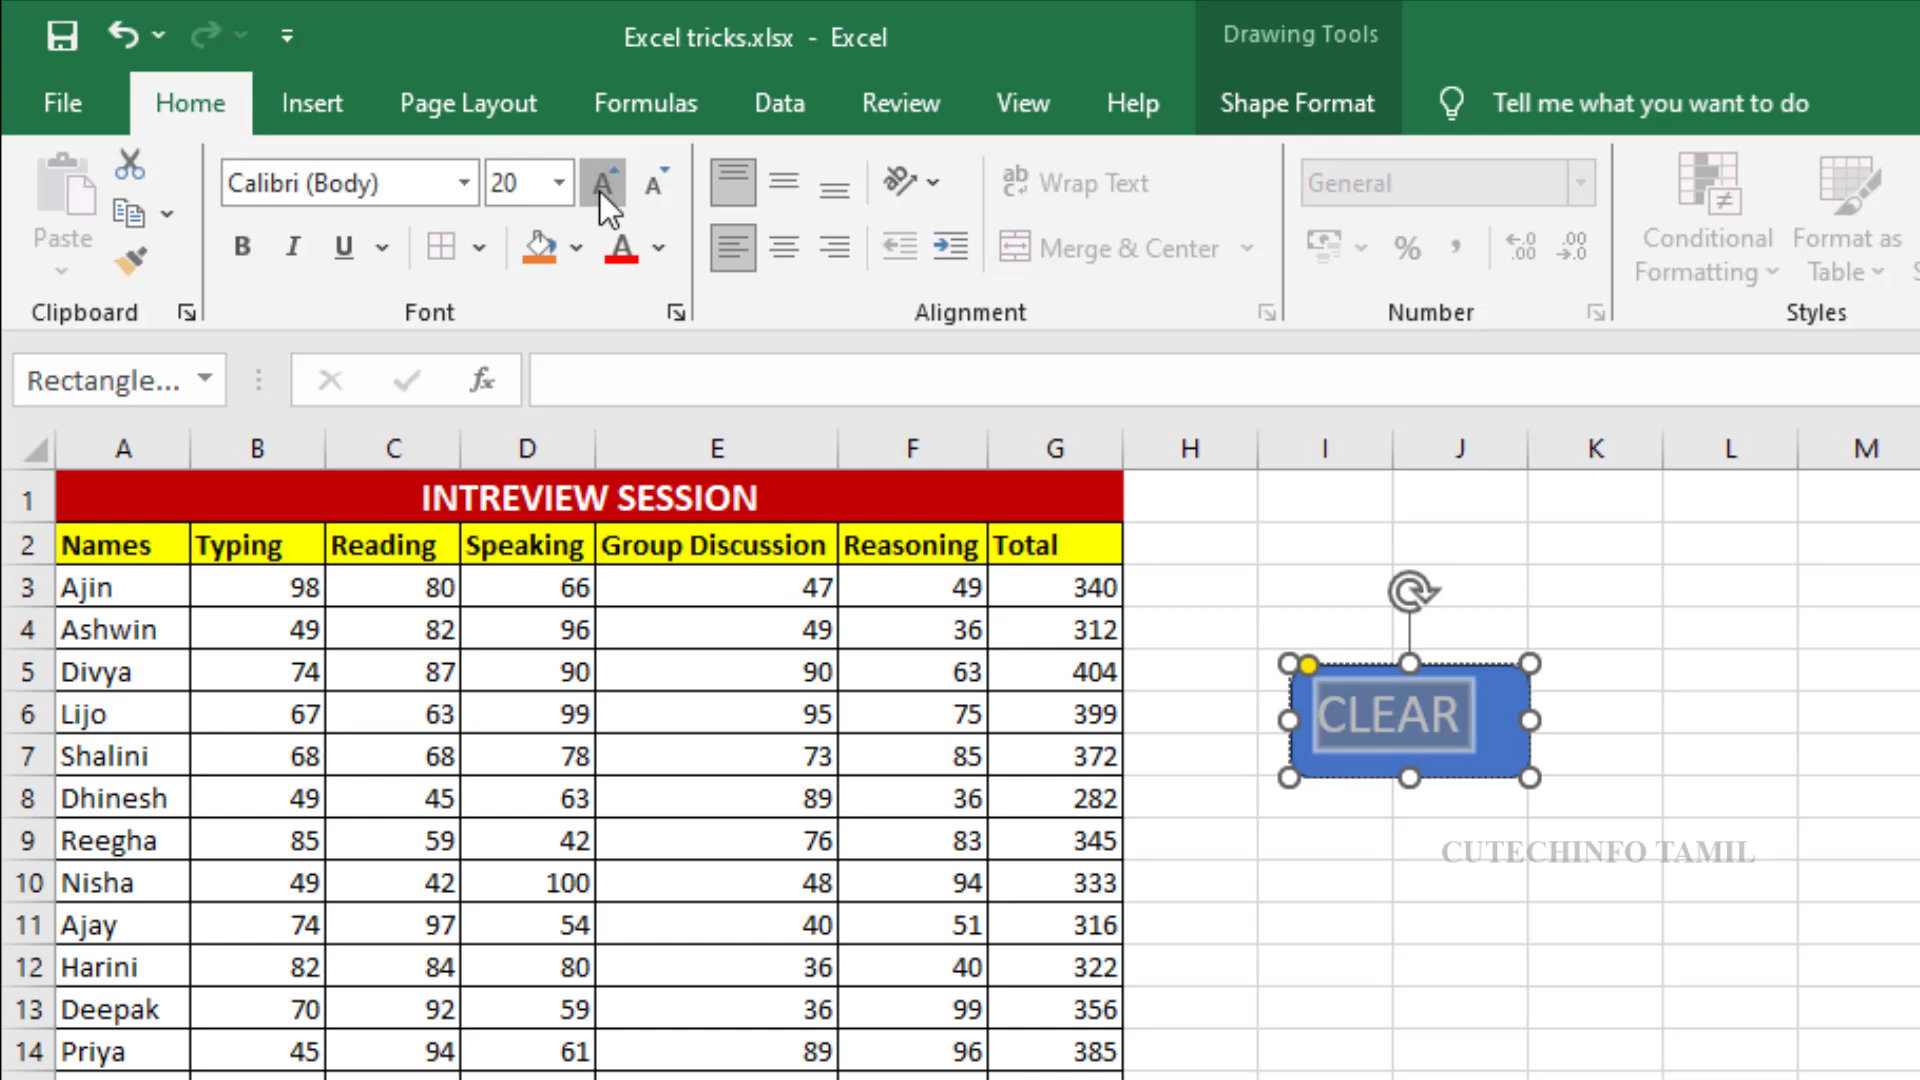 Excel tricks.xlsx - Excel
Drawing Tools
File Home Insert Page Layout Formulas Data Review View Help Shape Format Tell me what you want to do
Calibri (Body) 20 A A ab Wrap Text General
Paste B I U A Merge & Center % , Conditional Formatting Format as Table
Clipboard Font Alignment Number Styles
Rectangle... fx
A B C D E F G H I J K L M
1 INTREVIEW SESSION
2 Names Typing Reading Speaking Group Discussion Reasoning Total
3 Ajin 98 80 66 47 49 340
4 Ashwin 49 82 96 49 36 312
5 Divya 74 87 90 90 63 404
6 Lijo 67 63 99 95 75 399
CLEAR
7 Shalini 68 68 78 73 85 372
8 Dhinesh 49 45 63 89 36 282
9 Reegha 85 59 42 76 83 345
CUTECHINFO TAMIL
10 Nisha 49 42 100 48 94 333
11 Ajay 74 97 54 40 51 316
12 Harini 82 84 80 36 40 322
13 Deepak 70 92 59 36 99 356
14 Priya 45 94 61 89 96 385